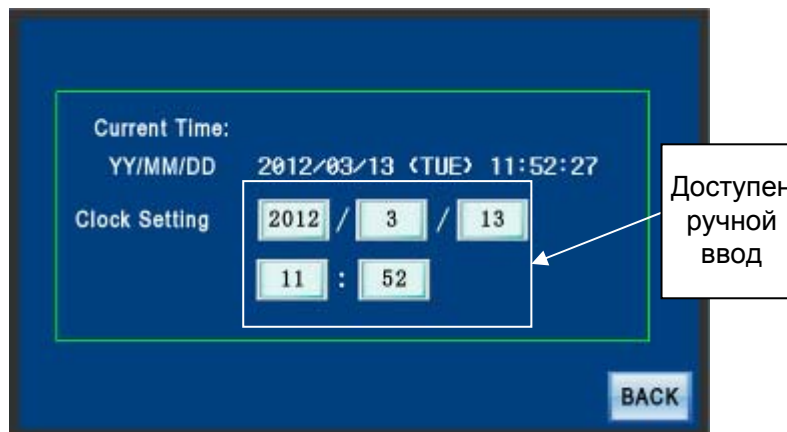 Current Time:
YY/MM/DD 2012/03/13 (TUE) 11:52:27
Clock Setting 2012 / 3 / 13
11 : 52
Доступен
ручной
ввод
BACK